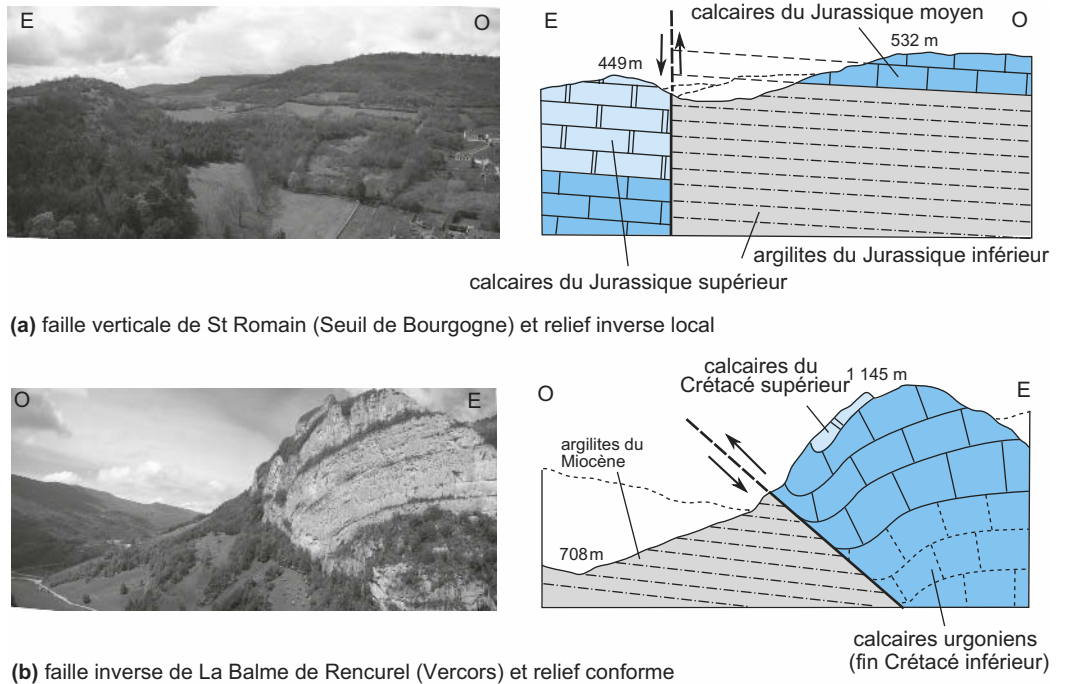 E
O
E
calcaires du Jurassique moyen
O
449 m
532 m
argilites du Jurassique inférieur
calcaires du Jurassique supérieur
(a) faille verticale de St Romain (Seuil de Bourgogne) et relief inverse local
O
E
O
calcaires du
Crétacé supérieur
1 145 m
E
argilites du
Miocène
708 m
calcaires urgoniens
(fin Crétacé inférieur)
(b) faille inverse de La Balme de Rencurel (Vercors) et relief conforme